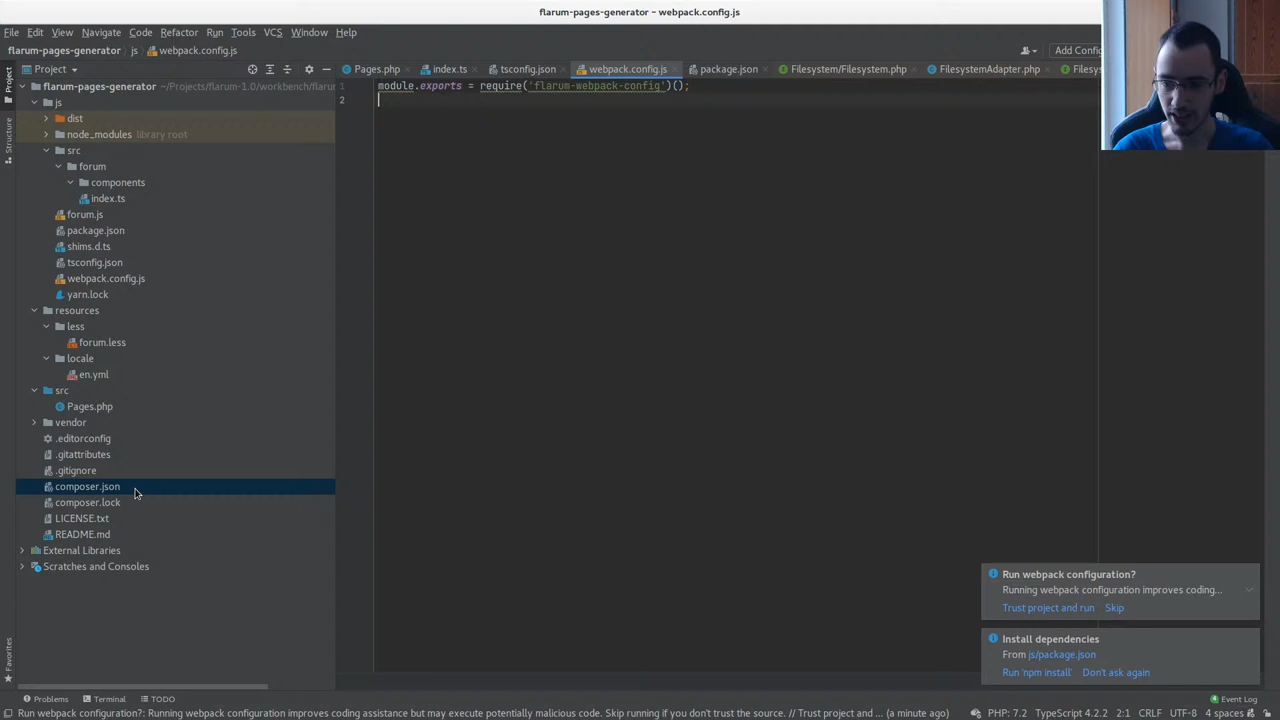 flarum-pages-generator – webpack.config.js
File Edit View Navigate Code Refactor Run Tools VCS Window Help
flarum-pages-generator js webpack.config.js Add
Project Pages.php index.ts tsconfig.json webpack.config.js package.json Filesystem/Filesystem.php FilesystemAdapter.php
Project
Structure
Favorites
flarum-pages-generator ~/Projects/flarum-1.0/workbench/
js
dist
node_modules library root
src
forum
components
index.ts
forum.js
package.json
shims.d.ts
tsconfig.json
webpack.config.js
yarn.lock
resources
less
forum.less
locale
en.yml
src
Pages.php
vendor
.editorconfig
.gitattributes
.gitignore
composer.json
composer.lock
LICENSE.txt
README.md
External Libraries
Scratches and Consoles
1 module.exports = require('flarum-webpack-config')();
2
Run webpack configuration?
Running webpack configuration improves coding...
Trust project and run Skip
Install dependencies
From js/package.json
Run 'npm install' Don't ask again
Problems Terminal TODO 4 Event Log
Run webpack configuration?: Running webpack configuration improves coding assistance but may execute potentially malicious code. Skip running if you don't trust the source. // Trust project and ... (a minute ago) PHP: 7.2 TypeScript 4.2.2 2:1 CRLF UTF-8 4 spaces